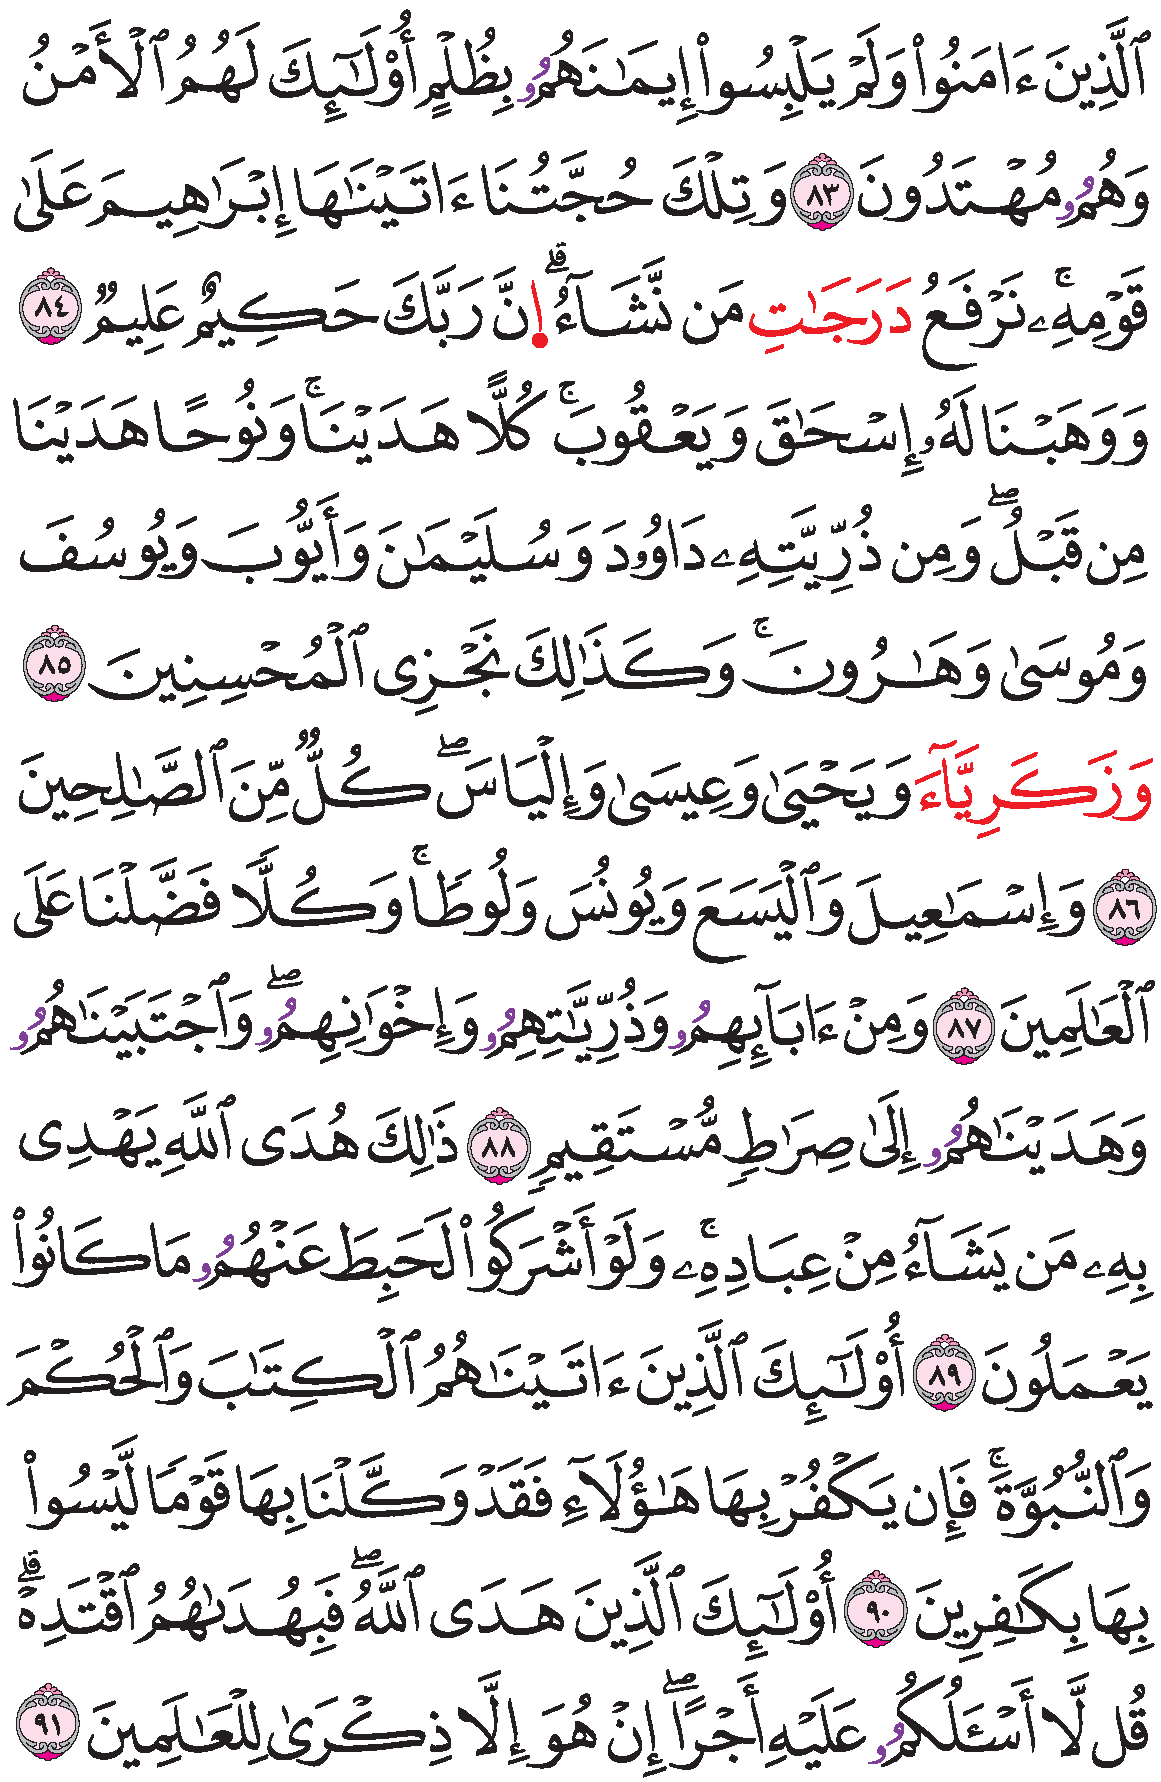 ٱلَّذِينَ ءَامَنُوا۟ وَلَمْ يَلْبِسُوٓا۟ إِيمَـٰنَهُمُۥ بِظُلْمٍ أُو۟لَـٰٓئِكَ لَهُمُ ٱلْأَمْنُ
وَهُمُۥ مُهْتَدُونَ ٨٣ وَتِلْكَ حُجَّتُنَا ءَاتَيْنَـٰهَا إِبْرَٰهِيمَ عَلَىٰ
قَوْمِهِۦ ۚ نَرْفَعُ دَرَجَـٰتِ مَن نَّشَآءُ ۗ إِنَّ رَبَّكَ حَكِيمٌ عَلِيمٌ ٨٤
وَوَهَبْنَا لَهُۥ إِسْحَـٰقَ وَيَعْقُوبَ ۚ كُلًّا هَدَيْنَا ۚ وَنُوحًا هَدَيْنَا
مِن قَبْلُ ۖ وَمِن ذُرِّيَّتِهِۦ دَاوُۥدَ وَسُلَيْمَـٰنَ وَأَيُّوبَ وَيُوسُفَ
وَمُوسَىٰ وَهَـٰرُونَ ۚ وَكَذَٰلِكَ نَجْزِى ٱلْمُحْسِنِينَ ٨٥
وَزَكَرِيَّآءَ وَيَحْيَىٰ وَعِيسَىٰ وَإِلْيَاسَ ۖ كُلٌّ مِّنَ ٱلصَّـٰلِحِينَ
٨٦ وَإِسْمَـٰعِيلَ وَٱلْيَسَعَ وَيُونُسَ وَلُوطًا ۚ وَكُلًّا فَضَّلْنَا عَلَى
ٱلْعَـٰلَمِينَ ٨٧ وَمِنْ ءَابَآئِهِمُۥ وَذُرِّيَّـٰتِهِمُۥ وَإِخْوَٰنِهِمُۥ ۖ وَٱجْتَبَيْنَـٰهُمُۥ
وَهَدَيْنَـٰهُمُۥ إِلَىٰ صِرَٰطٍ مُّسْتَقِيمٍ ٨٨ ذَٰلِكَ هُدَى ٱللَّهِ يَهْدِى
بِهِۦ مَن يَشَآءُ مِنْ عِبَادِهِۦ ۚ وَلَوْ أَشْرَكُوا۟ لَحَبِطَ عَنْهُمُۥ مَا كَانُوا۟
يَعْمَلُونَ ٨٩ أُو۟لَـٰٓئِكَ ٱلَّذِينَ ءَاتَيْنَـٰهُمُ ٱلْكِتَـٰبَ وَٱلْحُكْمَ
وَٱلنُّبُوَّةَ ۚ فَإِن يَكْفُرْ بِهَا هَـٰٓؤُلَآءِ فَقَدْ وَكَّلْنَا بِهَا قَوْمًا لَّيْسُوا۟
بِهَا بِكَـٰفِرِينَ ٩٠ أُو۟لَـٰٓئِكَ ٱلَّذِينَ هَدَى ٱللَّهُ ۖ فَبِهُدَىٰهُمُ ٱقْتَدِهْ ۗ
قُل لَّا أَسْـَٔلُكُمُۥ عَلَيْهِ أَجْرًا ۖ إِنْ هُوَ إِلَّا ذِكْرَىٰ لِلْعَـٰلَمِينَ ٩١